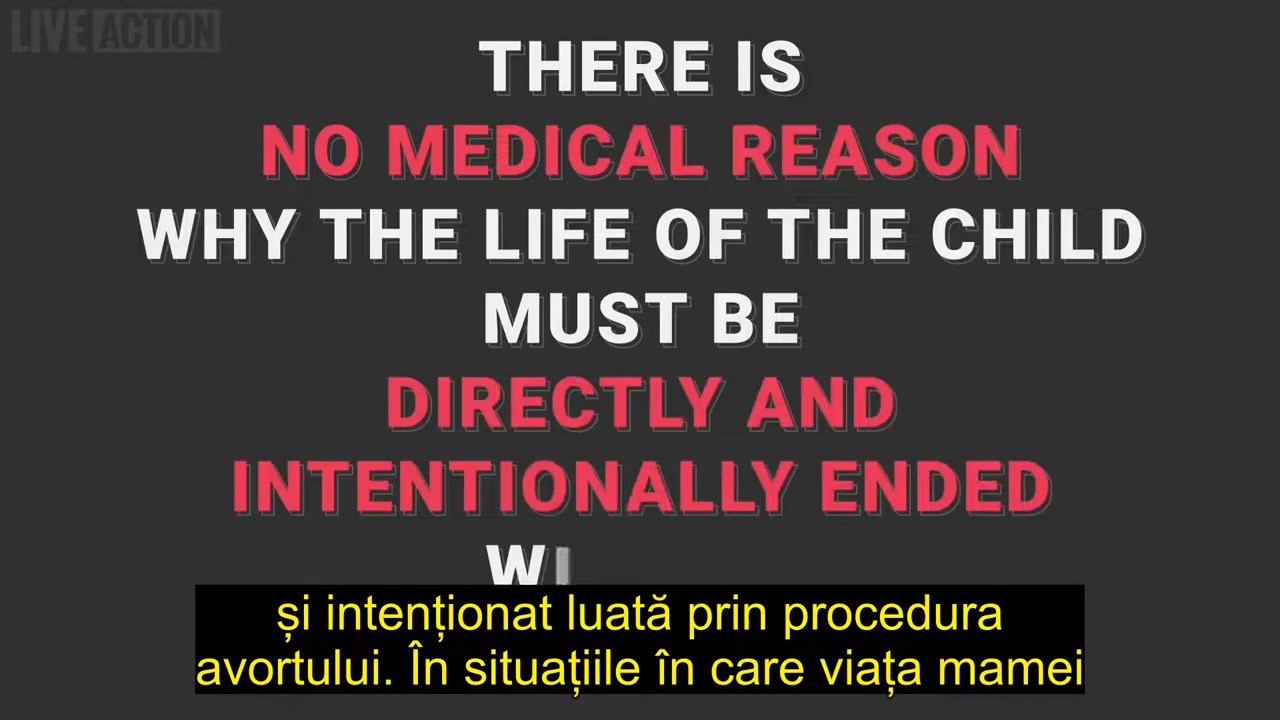 LIVE ACTION
THERE IS
NO MEDICAL REASON
WHY THE LIFE OF THE CHILD
MUST BE
DIRECTLY AND
INTENTIONALLY ENDED
WI
și intenționat luată prin procedura
avortului. În situațiile în care viața mamei